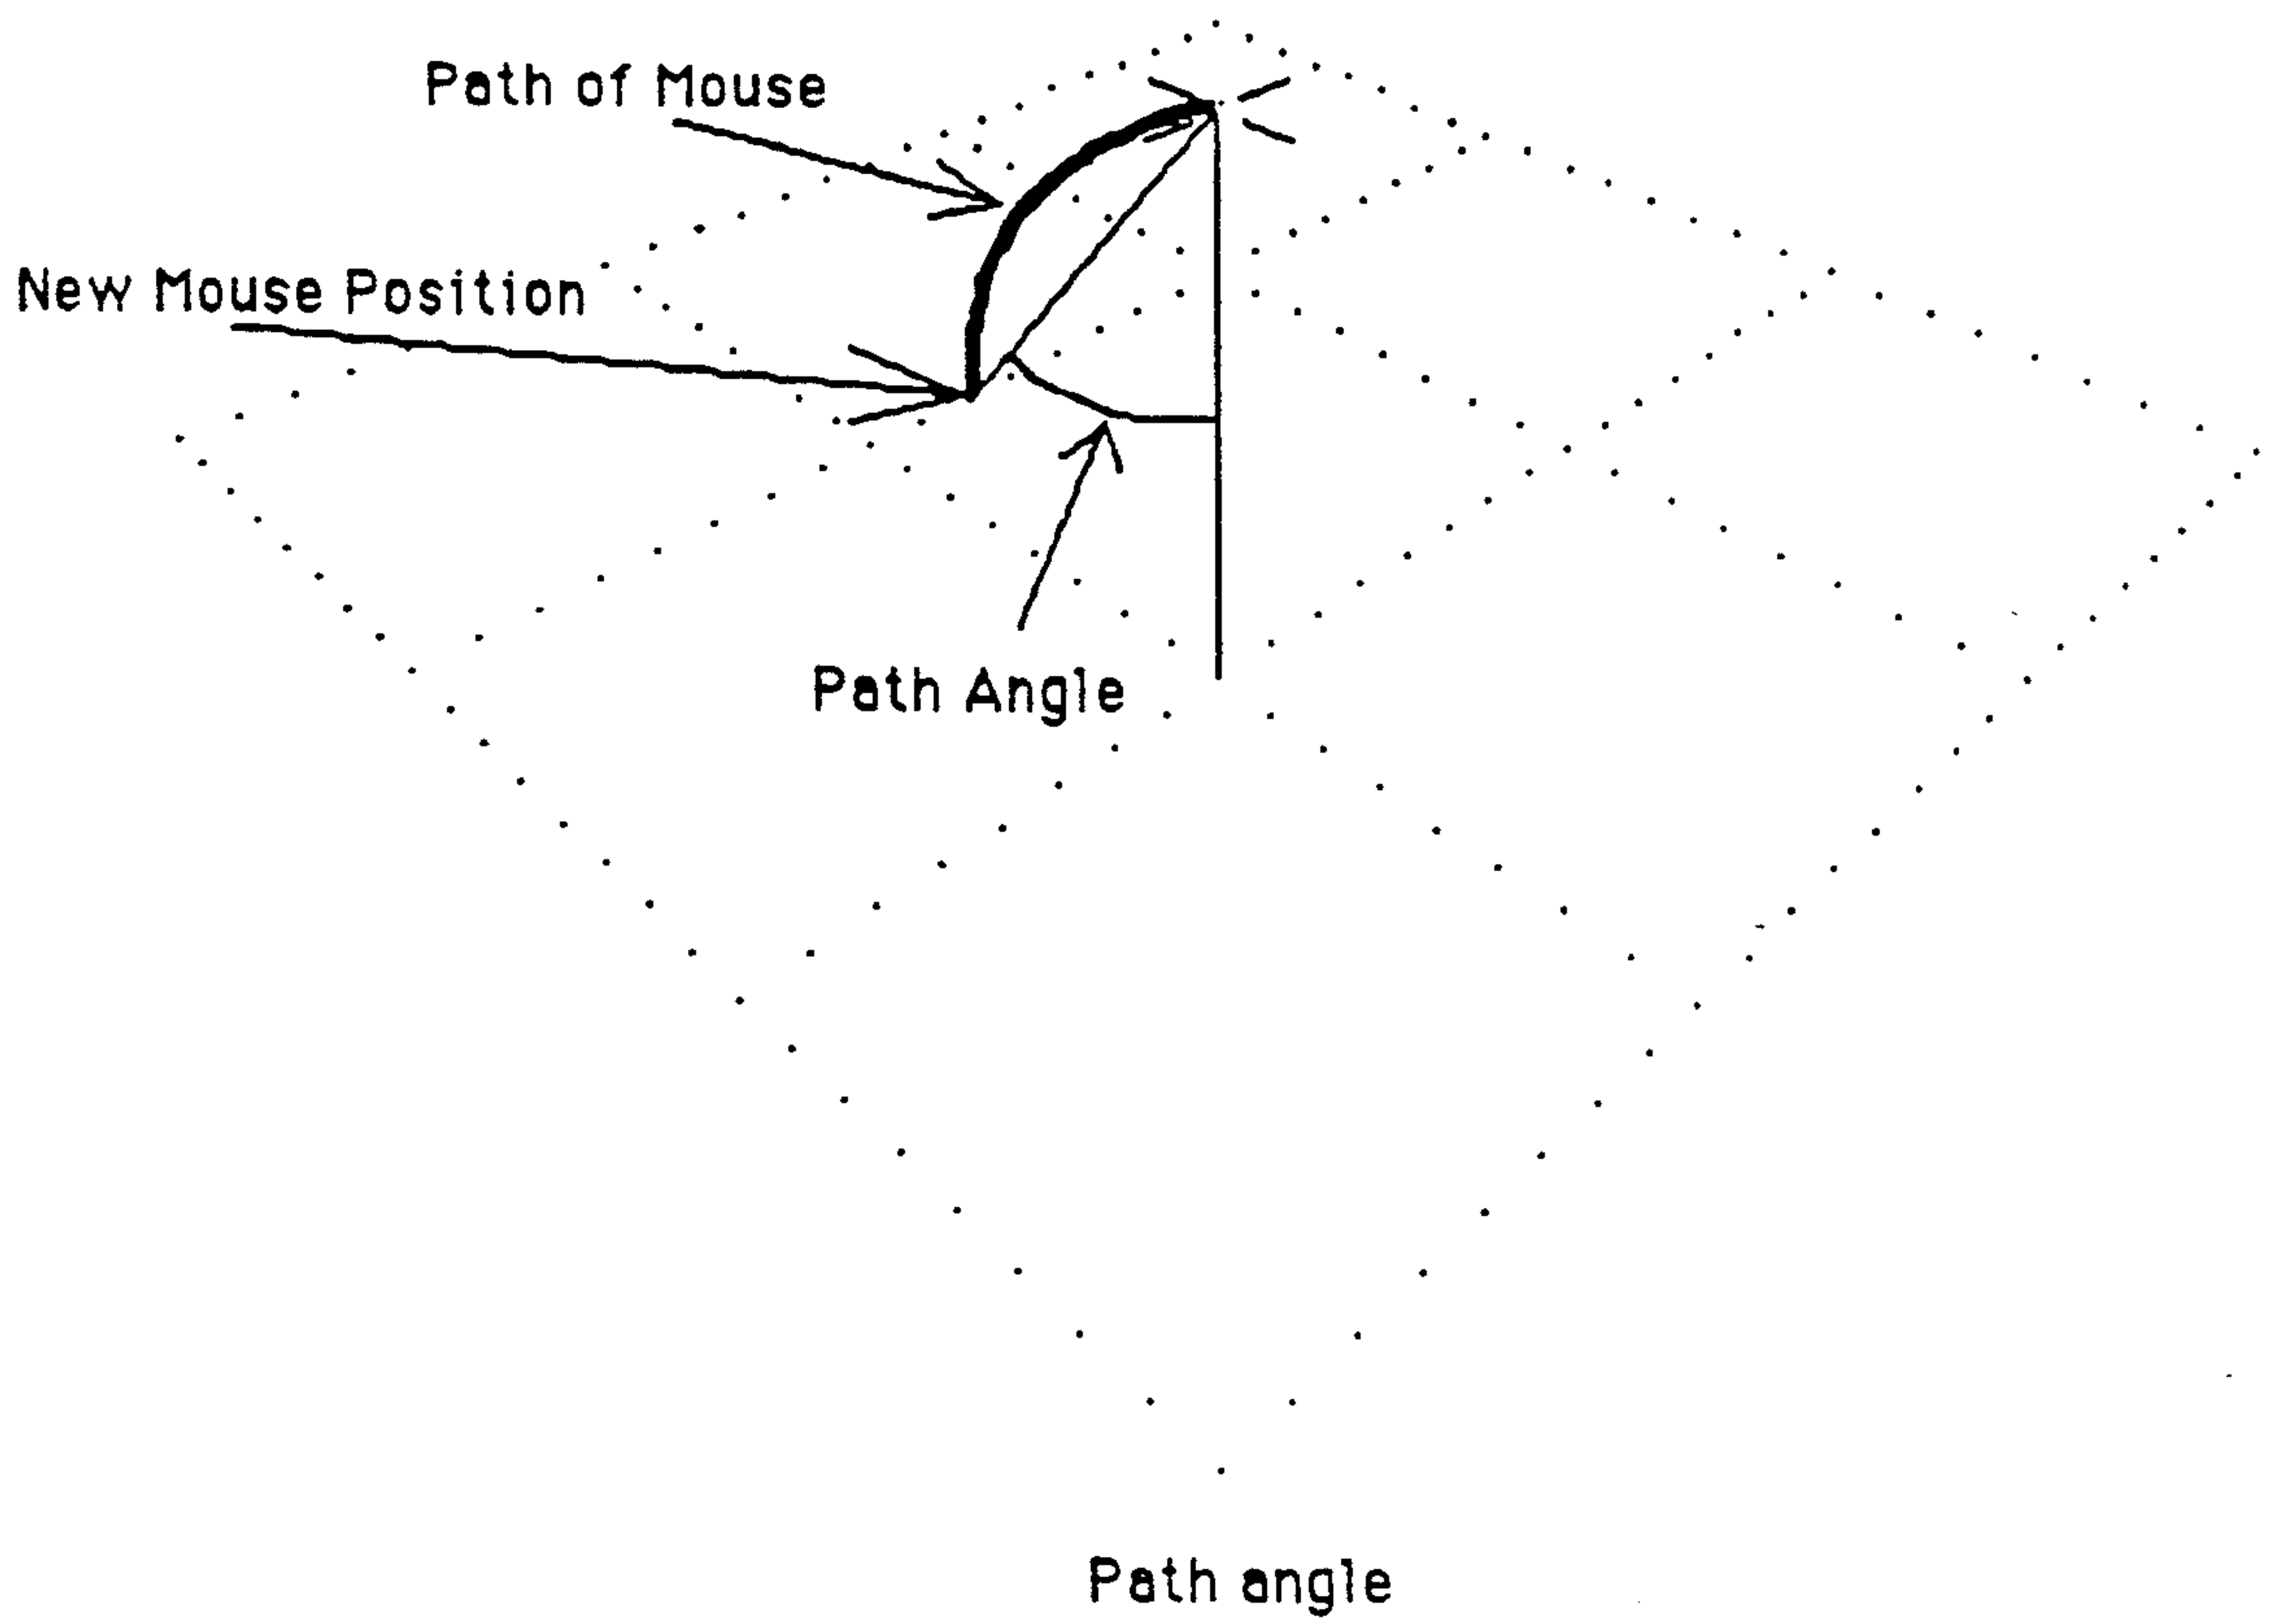 Path of Mouse
New Mouse Position
Path Angle
Path angle